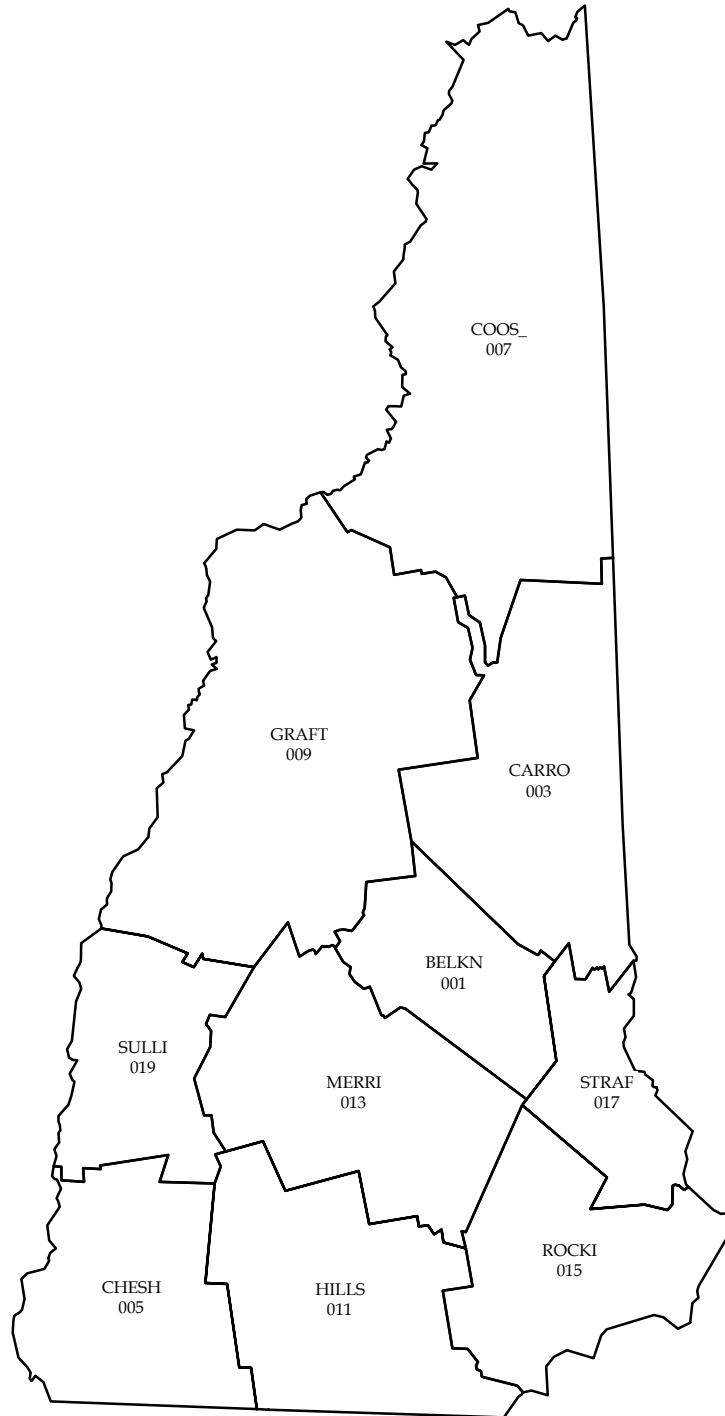 COOS_
007
GRAFT
009
CARRO
003
BELKN
001
SULLI
019
MERRI
013
STRAF
017
ROCKI
015
CHESH
005
HILLS
011